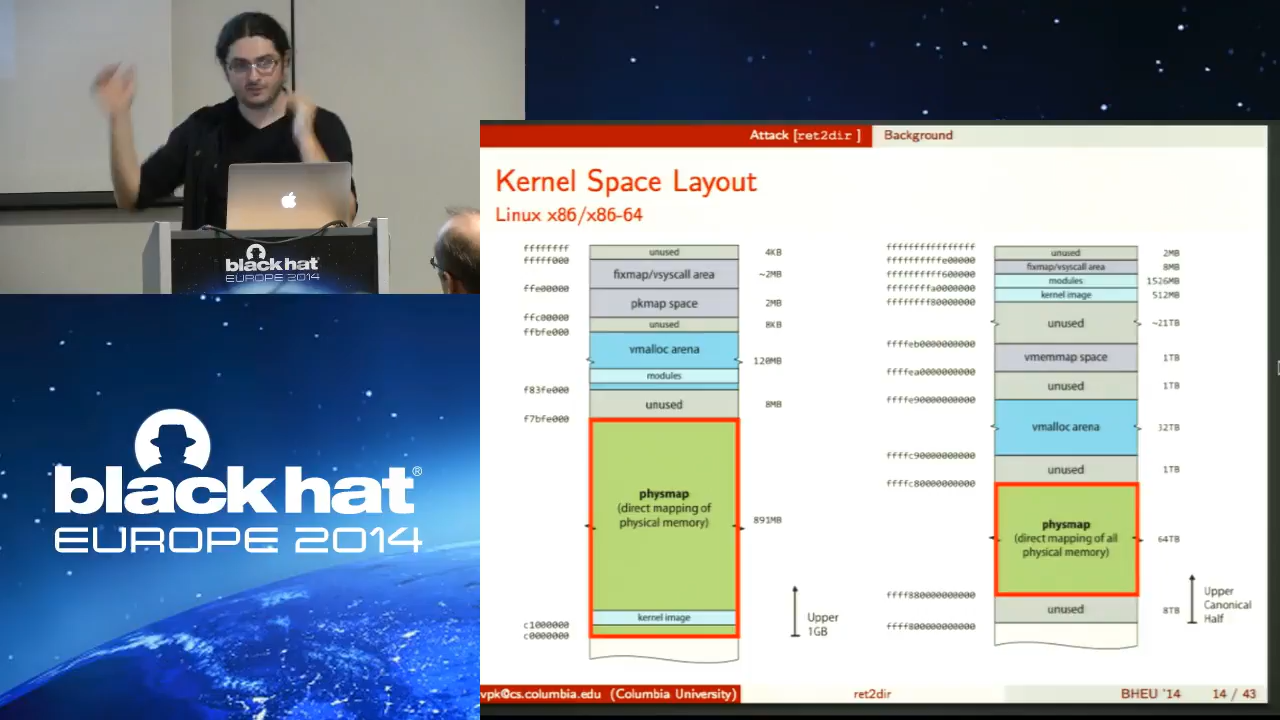 black hat
EUROPE 2014
black hat®
EUROPE 2014
Attack [ret2dir ] Background
Kernel Space Layout
Linux x86/x86-64
ffffffff
fffff000
ffe00000
ffc00000
ffbfe000
f83fe000
f7bfe000
c1000000
c0000000
unused 4KB
fixmap/vsyscall area ~2MB
pkmap space 2MB
unused 8KB
vmalloc arena 120MB
modules
unused 8MB
physmap
(direct mapping of
physical memory) 891MB
kernel image
Upper
1GB
ffffffffffffffff
ffffffffffe00000
ffffffffff600000
ffffffffa0000000
ffffffff80000000
ffffeb0000000000
ffffea0000000000
ffffe90000000000
ffffc90000000000
ffffc80000000000
ffff880000000000
ffff800000000000
unused 2MB
fixmap/vsyscall area 8MB
modules 1526MB
kernel image 512MB
unused ~21TB
vmemmap space 1TB
unused 1TB
vmalloc arena 32TB
unused 1TB
physmap
(direct mapping of all
physical memory) 64TB
unused 8TB
Upper
Canonical
Half
vpk@cs.columbia.edu (Columbia University) ret2dir BHEU '14 14 / 43